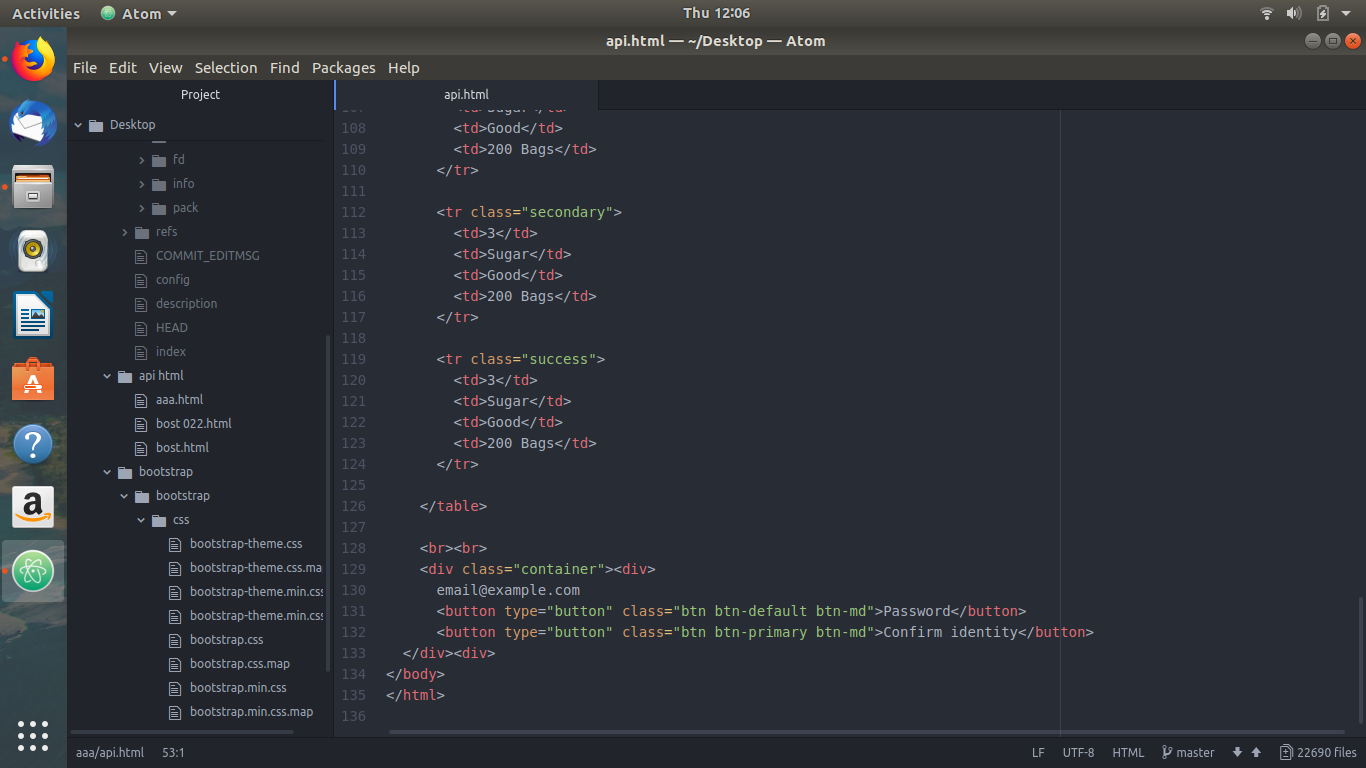 Activities Atom Thu 12:06
api.html — ~/Desktop — Atom
File Edit View Selection Find Packages Help
Project
api.html
Desktop
fd
info
pack
refs
COMMIT_EDITMSG
config
description
HEAD
index
api html
aaa.html
bost 022.html
bost.html
bootstrap
bootstrap
css
bootstrap-theme.css
bootstrap-theme.css.ma
bootstrap-theme.min.css
bootstrap-theme.min.css
bootstrap.css
bootstrap.css.map
bootstrap.min.css
bootstrap.min.css.map
108 <td>Good</td>
109 <td>200 Bags</td>
110 </tr>
111
112 <tr class="secondary">
113 <td>3</td>
114 <td>Sugar</td>
115 <td>Good</td>
116 <td>200 Bags</td>
117 </tr>
118
119 <tr class="success">
120 <td>3</td>
121 <td>Sugar</td>
122 <td>Good</td>
123 <td>200 Bags</td>
124 </tr>
125
126 </table>
127
128 <br><br>
129 <div class="container"><div>
130 email@example.com
131 <button type="button" class="btn btn-default btn-md">Password</button>
132 <button type="button" class="btn btn-primary btn-md">Confirm identity</button>
133 </div><div>
134 </body>
135 </html>
136
aaa/api.html 53:1 LF UTF-8 HTML master 22690 files